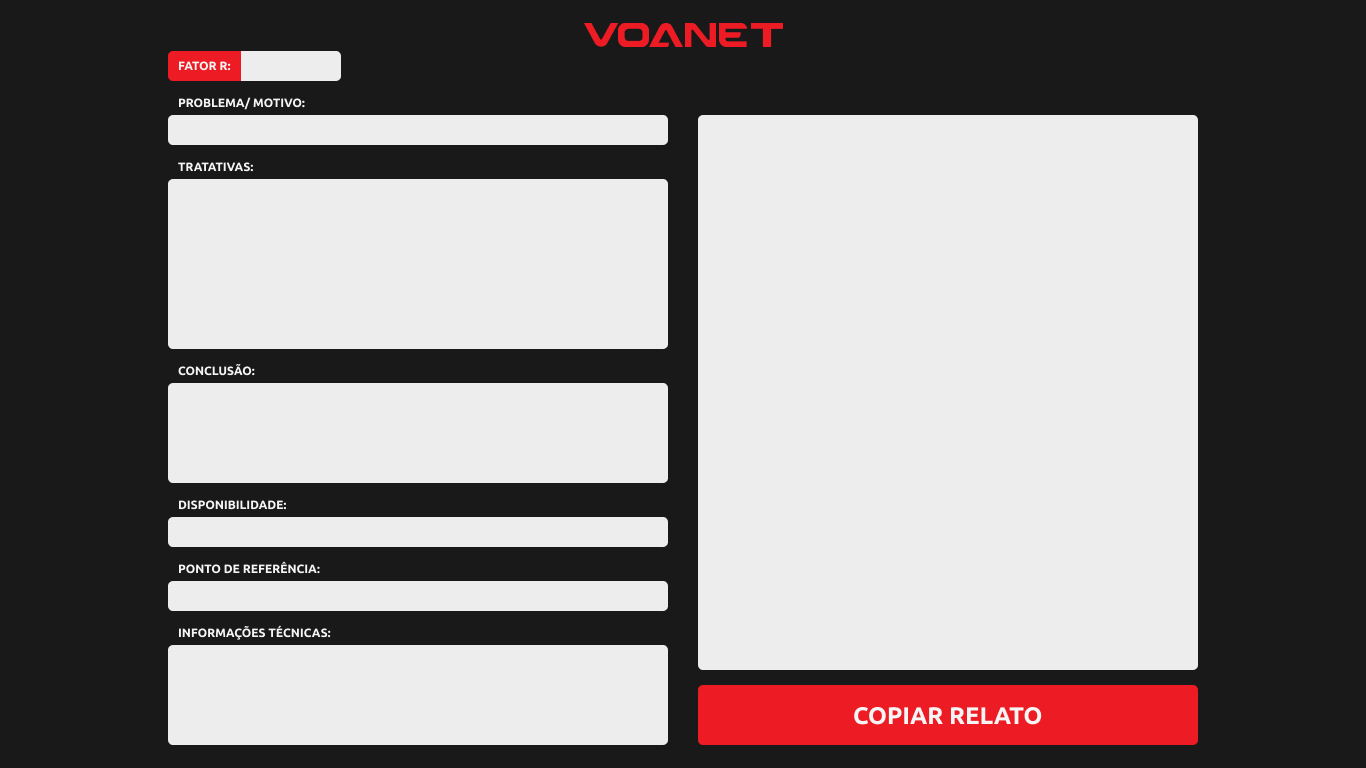 VOANET
FATOR R:
PROBLEMA/ MOTIVO:
TRATATIVAS:
CONCLUSÃO:
DISPONIBILIDADE:
PONTO DE REFERÊNCIA:
INFORMAÇÕES TÉCNICAS:
COPIAR RELATO